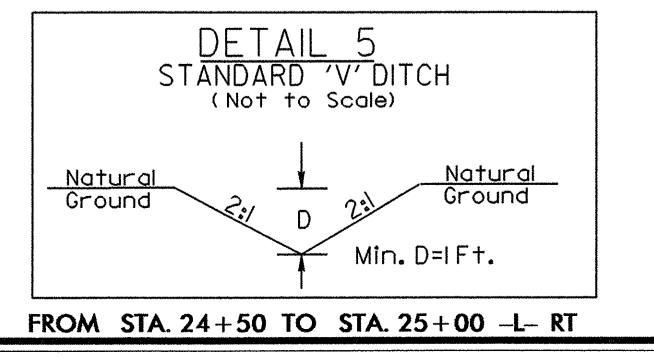 DETAIL 5
STANDARD 'V' DITCH
(Not to Scale)
Natural
Ground
2:1
D
2:1
Natural
Ground
Min. D=1Ft.
FROM STA. 24+50 TO STA. 25+00 -L- RT